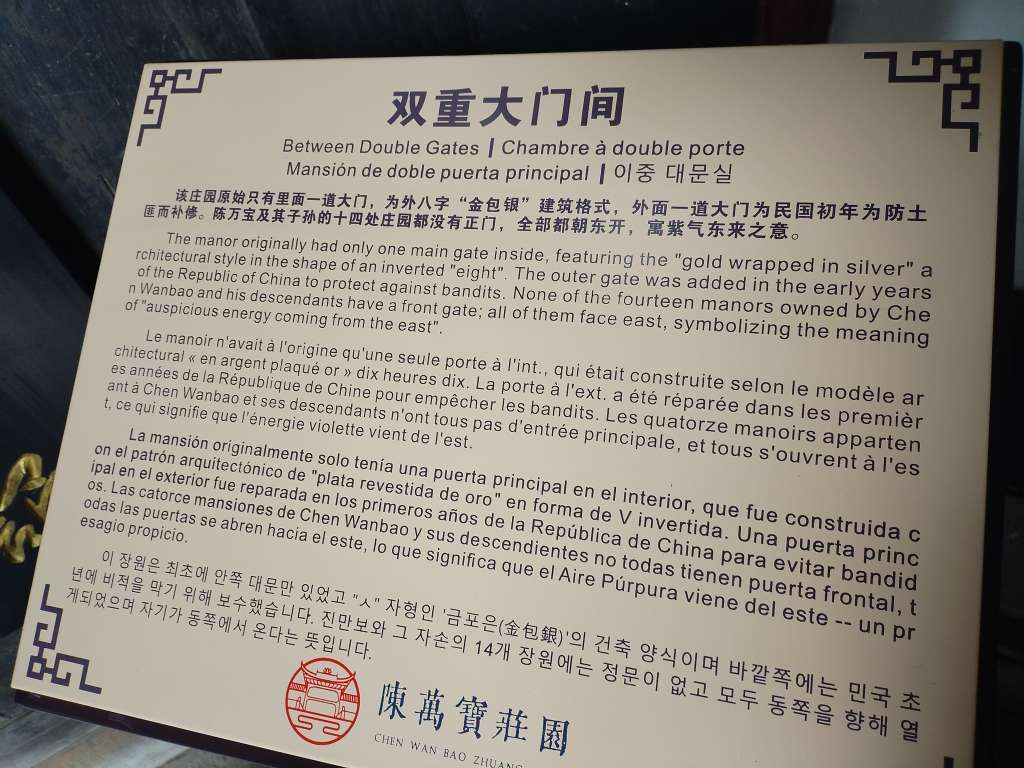 双重大门间
Between Double Gates | Chambre à double porte
Mansión de doble puerta principal | 이중 대문실
该庄园原始只有里面一道大门，为外八字“金包银”建筑格式，外面一道大门为民国初年为防土
匪而补修。陈万宝及其子孙的十四处庄园都没有正门，全部都朝东开，寓紫气东来之意。
The manor originally had only one main gate inside, featuring the "gold wrapped in silver" a
rchitectural style in the shape of an inverted "eight". The outer gate was added in the early years
of the Republic of China to protect against bandits. None of the fourteen manors owned by Che
n Wanbao and his descendants have a front gate; all of them face east, symbolizing the meaning
of "auspicious energy coming from the east".
Le manoir n'avait à l'origine qu'une seule porte à l'int., qui était construite selon le modèle ar
chitectural « en argent plaqué or » dix heures dix. La porte à l'ext. a été réparée dans les premièr
es années de la République de Chine pour empêcher les bandits. Les quatorze manoirs apparten
ant à Chen Wanbao et ses descendants n'ont tous pas d'entrée principale, et tous s'ouvrent à l'es
t, ce qui signifie que l'énergie violette vient de l'est.
La mansión originalmente solo tenía una puerta principal en el interior, que fue construida c
on el patrón arquitectónico de "plata revestida de oro" en forma de V invertida. Una puerta princ
ipal en el exterior fue reparada en los primeros años de la República de China para evitar bandid
os. Las catorce mansiones de Chen Wanbao y sus descendientes no todas tienen puerta frontal, t
odas las puertas se abren hacia el este, lo que significa que el Aire Púrpura viene del este -- un pr
esagio propicio.
이 장원은 최초에 안쪽 대문만 있었고 "ㅅ" 자형인 '금포은(金包銀)'의 건축 양식이며 바깥쪽에는 민국 초
년에 비적을 막기 위해 보수했습니다. 진만보와 그 자손의 14개 장원에는 정문이 없고 모두 동쪽을 향해 열
게되었으며 자기가 동쪽에서 온다는 뜻입니다.
陳萬寶莊園
CHEN WAN BAO ZHUANG